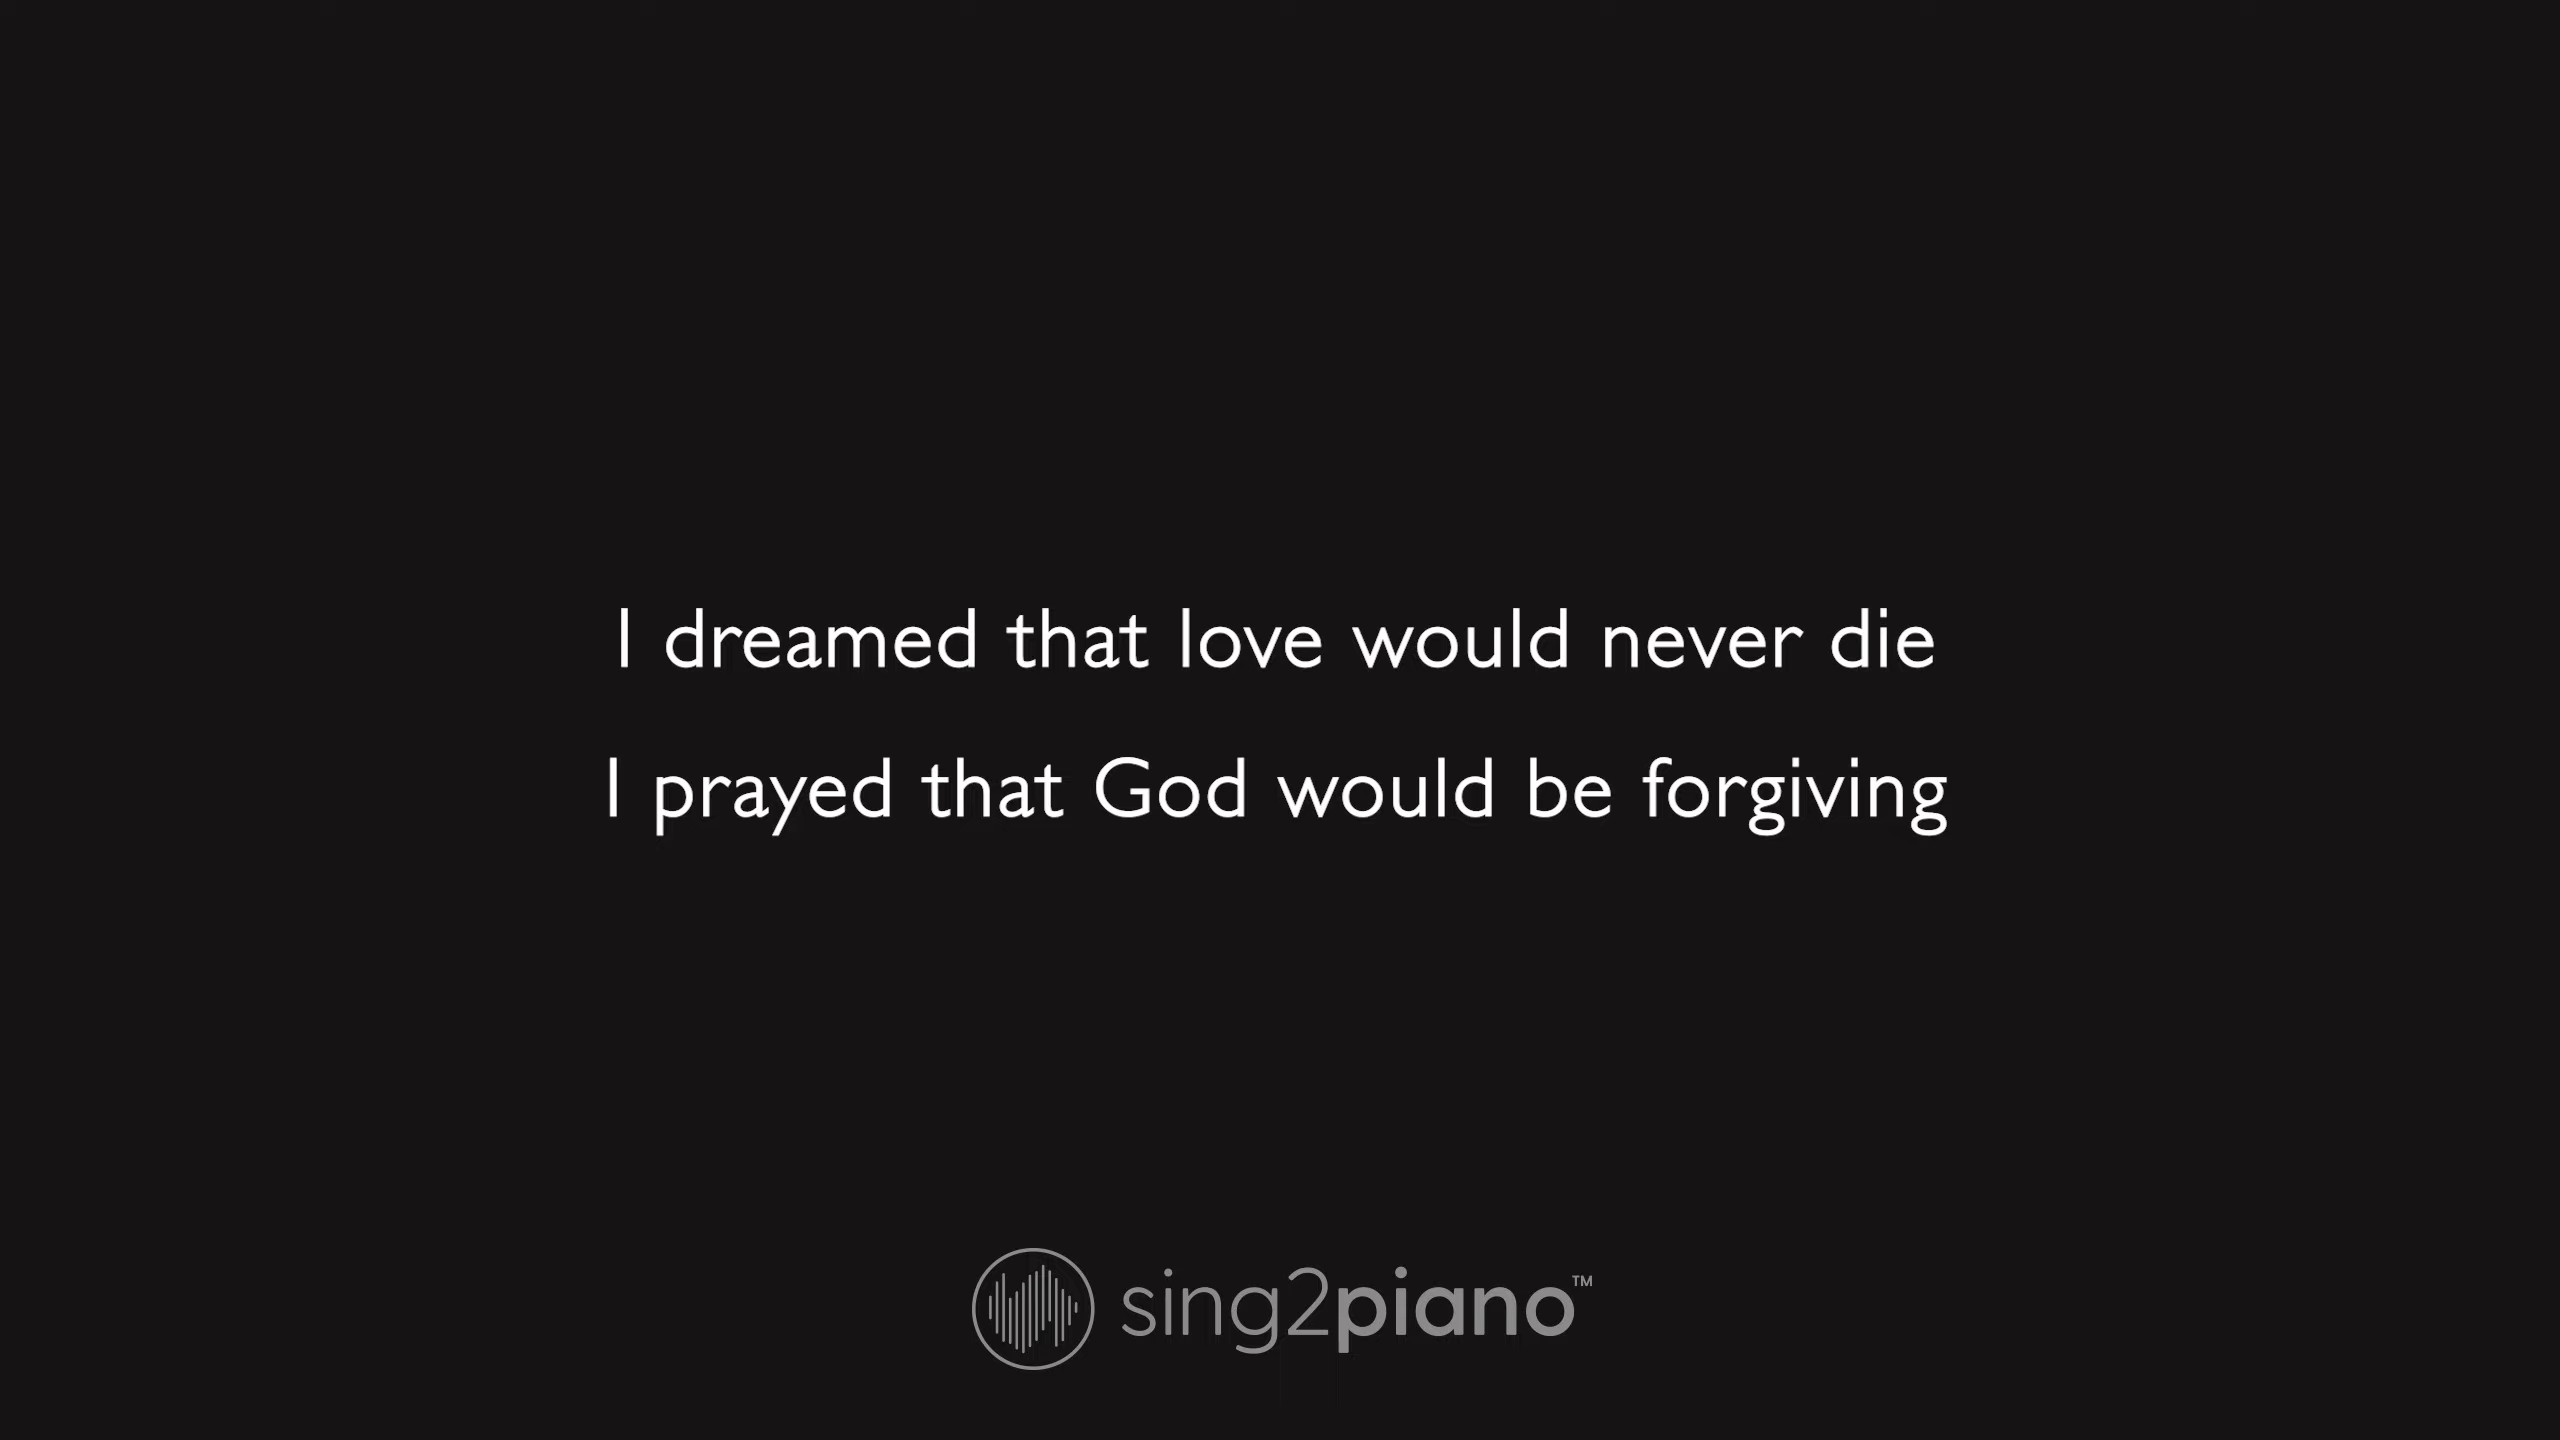 I dreamed that love would never die
I prayed that God would be forgiving
sing2piano™